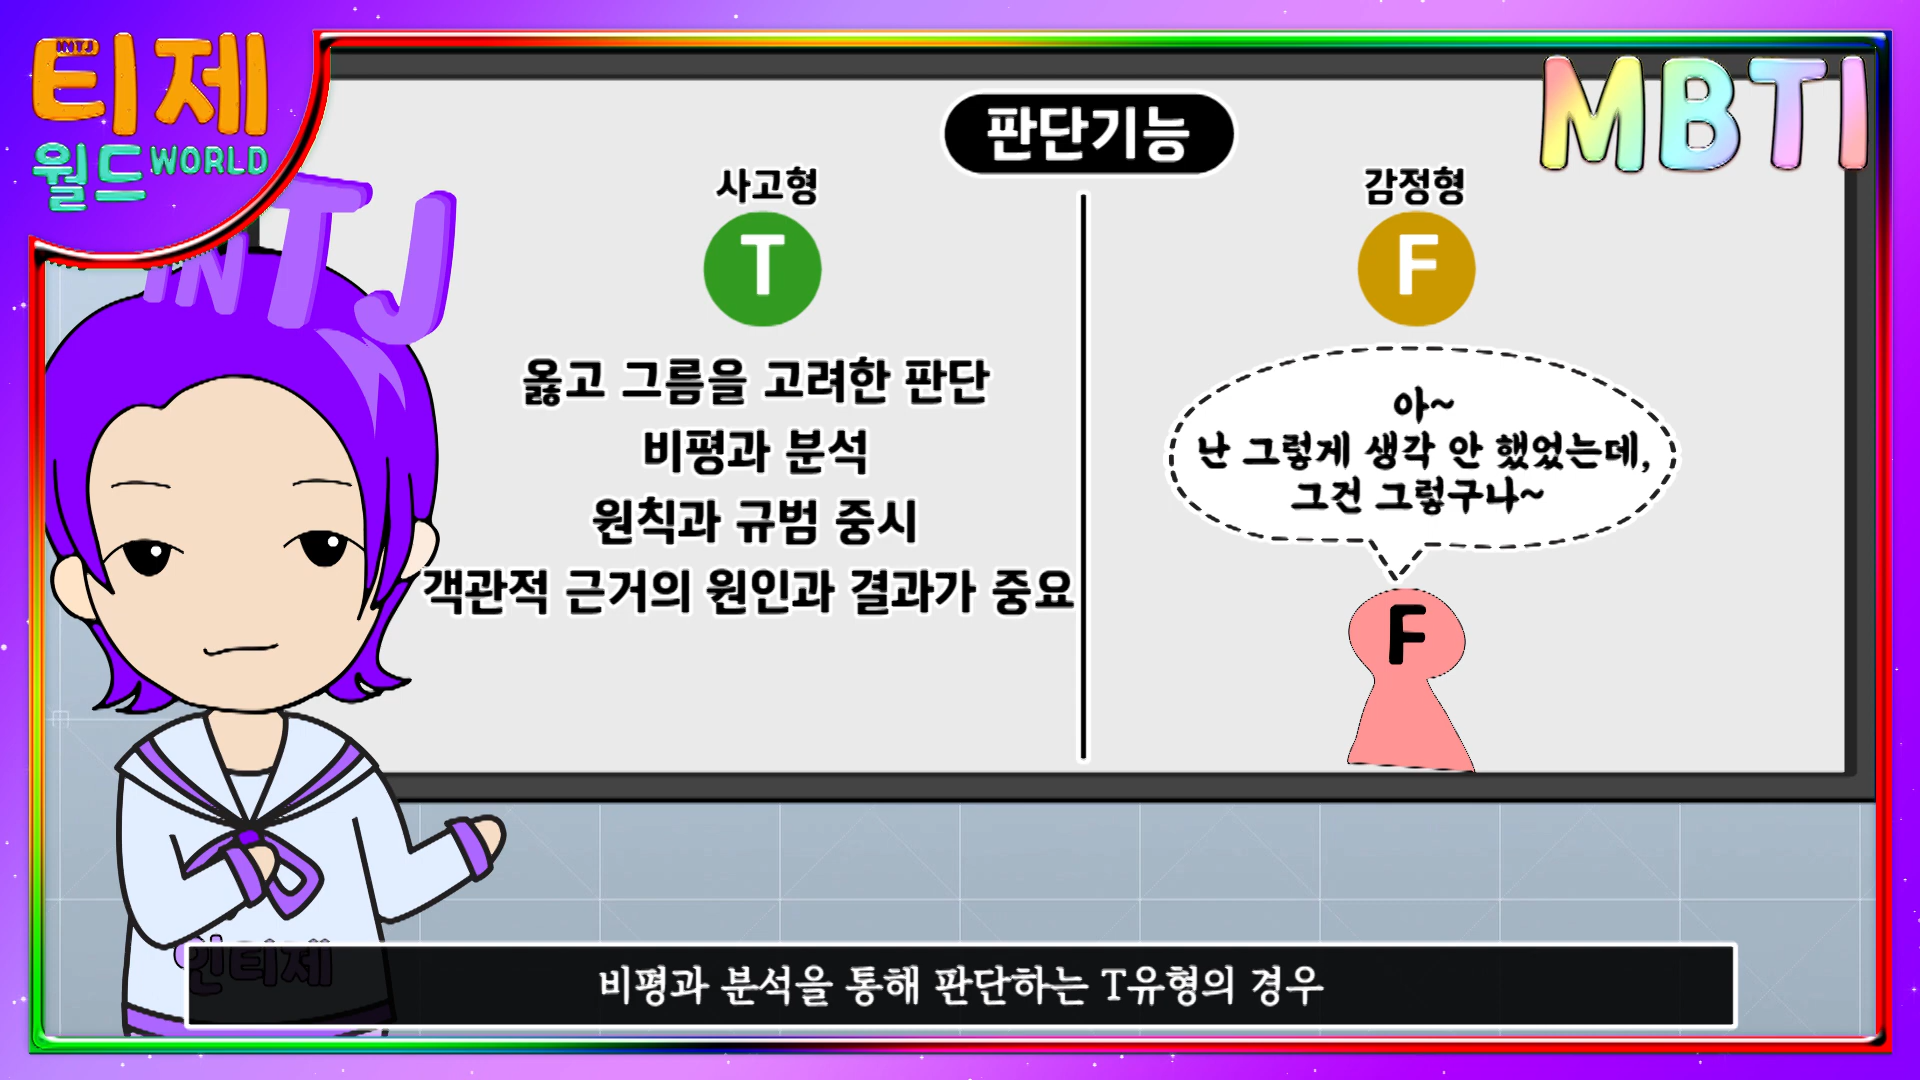 INTJ
티제
월드 WORLD
MBTI
INTJ
판단기능
사고형
T
옳고 그름을 고려한 판단
비평과 분석
원칙과 규범 중시
객관적 근거의 원인과 결과가 중요
감정형
F
아~
난 그렇게 생각 안 했었는데,
그건 그렇구나~
F
인티제
비평과 분석을 통해 판단하는 T유형의 경우